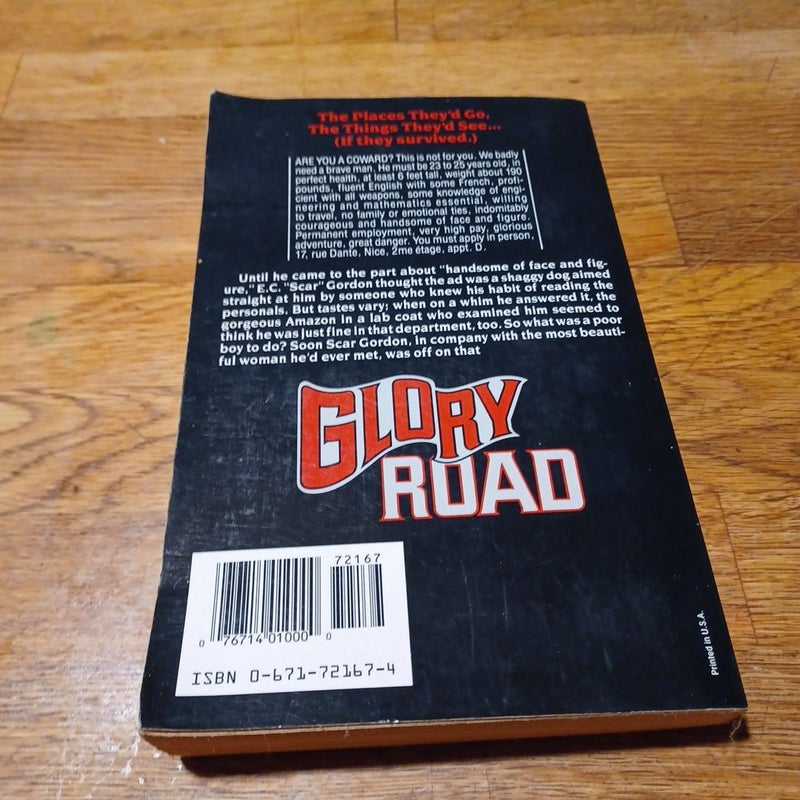 The Places They'd Go.
The Things They'd See...
(If they survived.)
ARE YOU A COWARD? This is not for you. We badly
need a brave man. He must be 23 to 25 years old, in
perfect health, at least 6 feet tall, weight about 190
pounds, fluent English with some French, profi-
cient with all weapons, some knowledge of engi-
neering and mathematics essential, willing
to travel, no family or emotional ties, indomitably
courageous and handsome of face and figure.
Permanent employment, very high pay, glorious
adventure, great danger. You must apply in person,
17, rue Dante, Nice, 2me étage, appt. D.
Until he came to the part about "handsome of face and fig-
ure," E.C. "Scar" Gordon thought the ad was a shaggy dog aimed
straight at him by someone who knew his habit of reading the
personals. But tastes vary; when on a whim he answered it, the
gorgeous Amazon in a lab coat who examined him seemed to
think he was just fine in that department, too. So what was a poor
boy to do? Soon Scar Gordon, in company with the most beauti-
ful woman he'd ever met, was off on that
GLORY
ROAD
72167
0 76714 01000 0
ISBN 0-671-72167-4
Printed in U.S.A.